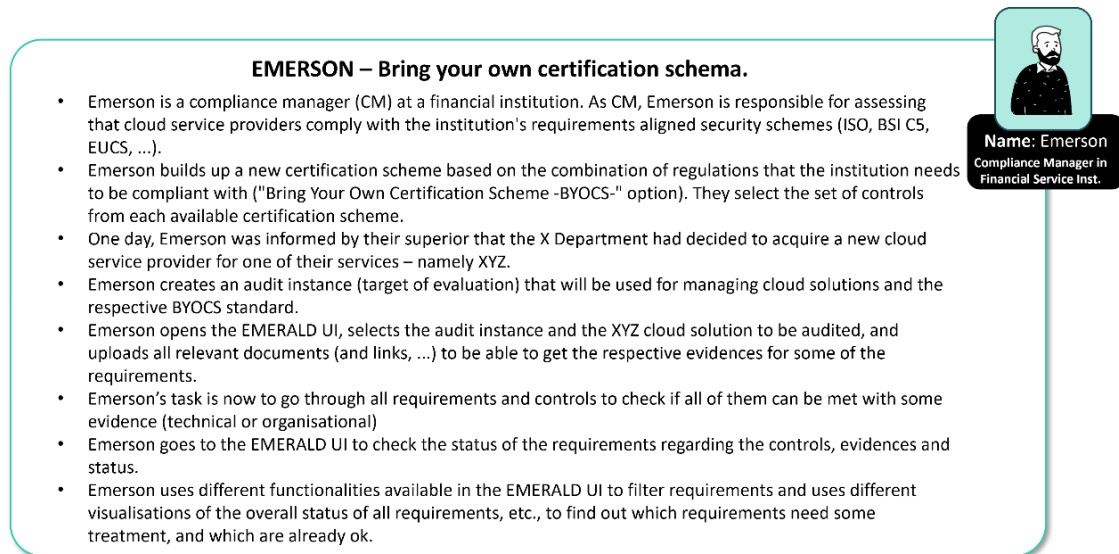 EMERSON – Bring your own certification schema.
• Emerson is a compliance manager (CM) at a financial institution. As CM, Emerson is responsible for assessing
that cloud service providers comply with the institution's requirements aligned security schemes (ISO, BSI C5,
EUCS, ...).
• Emerson builds up a new certification scheme based on the combination of regulations that the institution needs
to be compliant with ("Bring Your Own Certification Scheme -BYOCS-" option). They select the set of controls
from each available certification scheme.
• One day, Emerson was informed by their superior that the X Department had decided to acquire a new cloud
service provider for one of their services – namely XYZ.
• Emerson creates an audit instance (target of evaluation) that will be used for managing cloud solutions and the
respective BYOCS standard.
• Emerson opens the EMERALD UI, selects the audit instance and the XYZ cloud solution to be audited, and
uploads all relevant documents (and links, ...) to be able to get the respective evidences for some of the
requirements.
• Emerson's task is now to go through all requirements and controls to check if all of them can be met with some
evidence (technical or organisational)
• Emerson goes to the EMERALD UI to check the status of the requirements regarding the controls, evidences and
status.
• Emerson uses different functionalities available in the EMERALD UI to filter requirements and uses different
visualisations of the overall status of all requirements, etc., to find out which requirements need some
treatment, and which are already ok.
Name: Emerson
Compliance Manager in
Financial Service Inst.